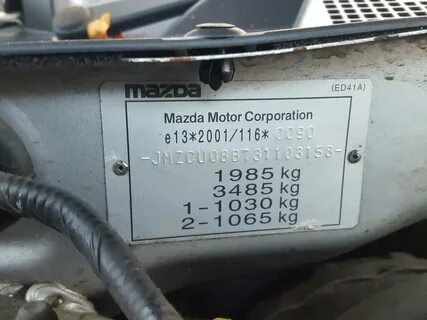 mazda
(ED41A)
Mazda Motor Corporation
e13*2001/116* 0090
-JMZCU08B731103158-
1985 kg
3485 kg
1-1030 kg
2-1065 kg